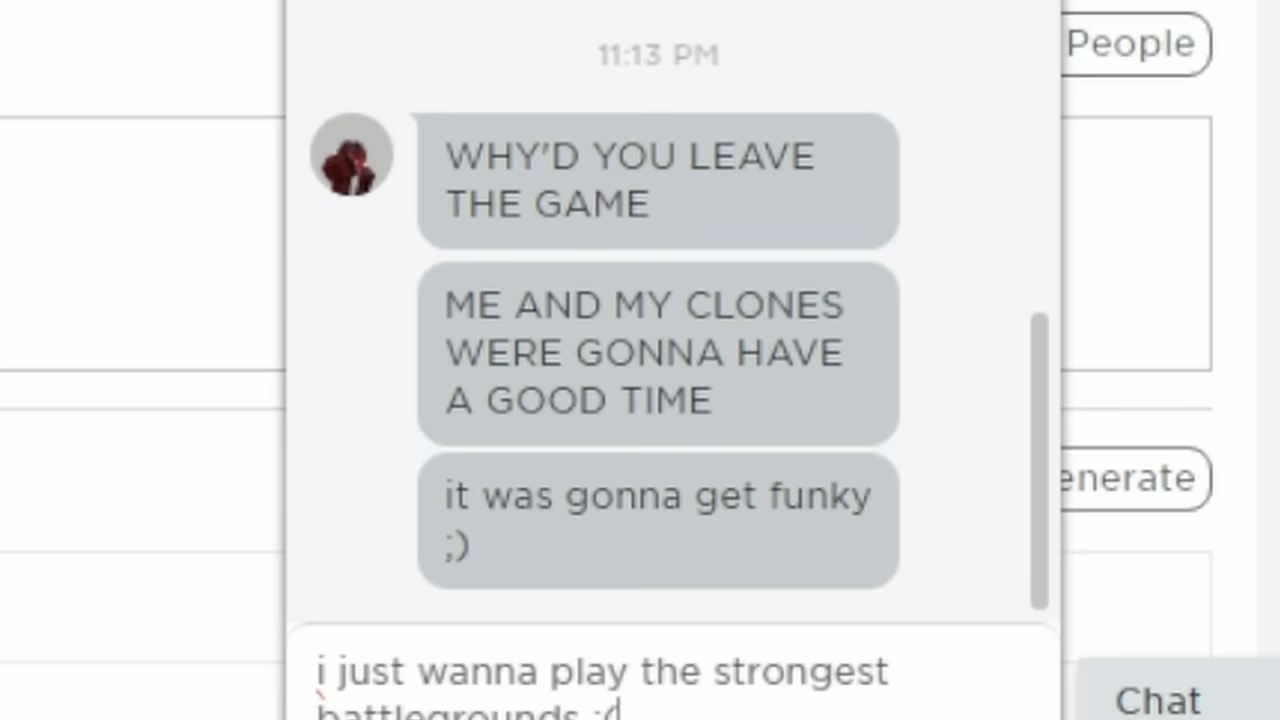 People
11:13 PM
WHY'D YOU LEAVE
THE GAME
ME AND MY CLONES
WERE GONNA HAVE
A GOOD TIME
enerate
it was gonna get funky
;)
i just wanna play the strongest
battlegrounds :(
Chat